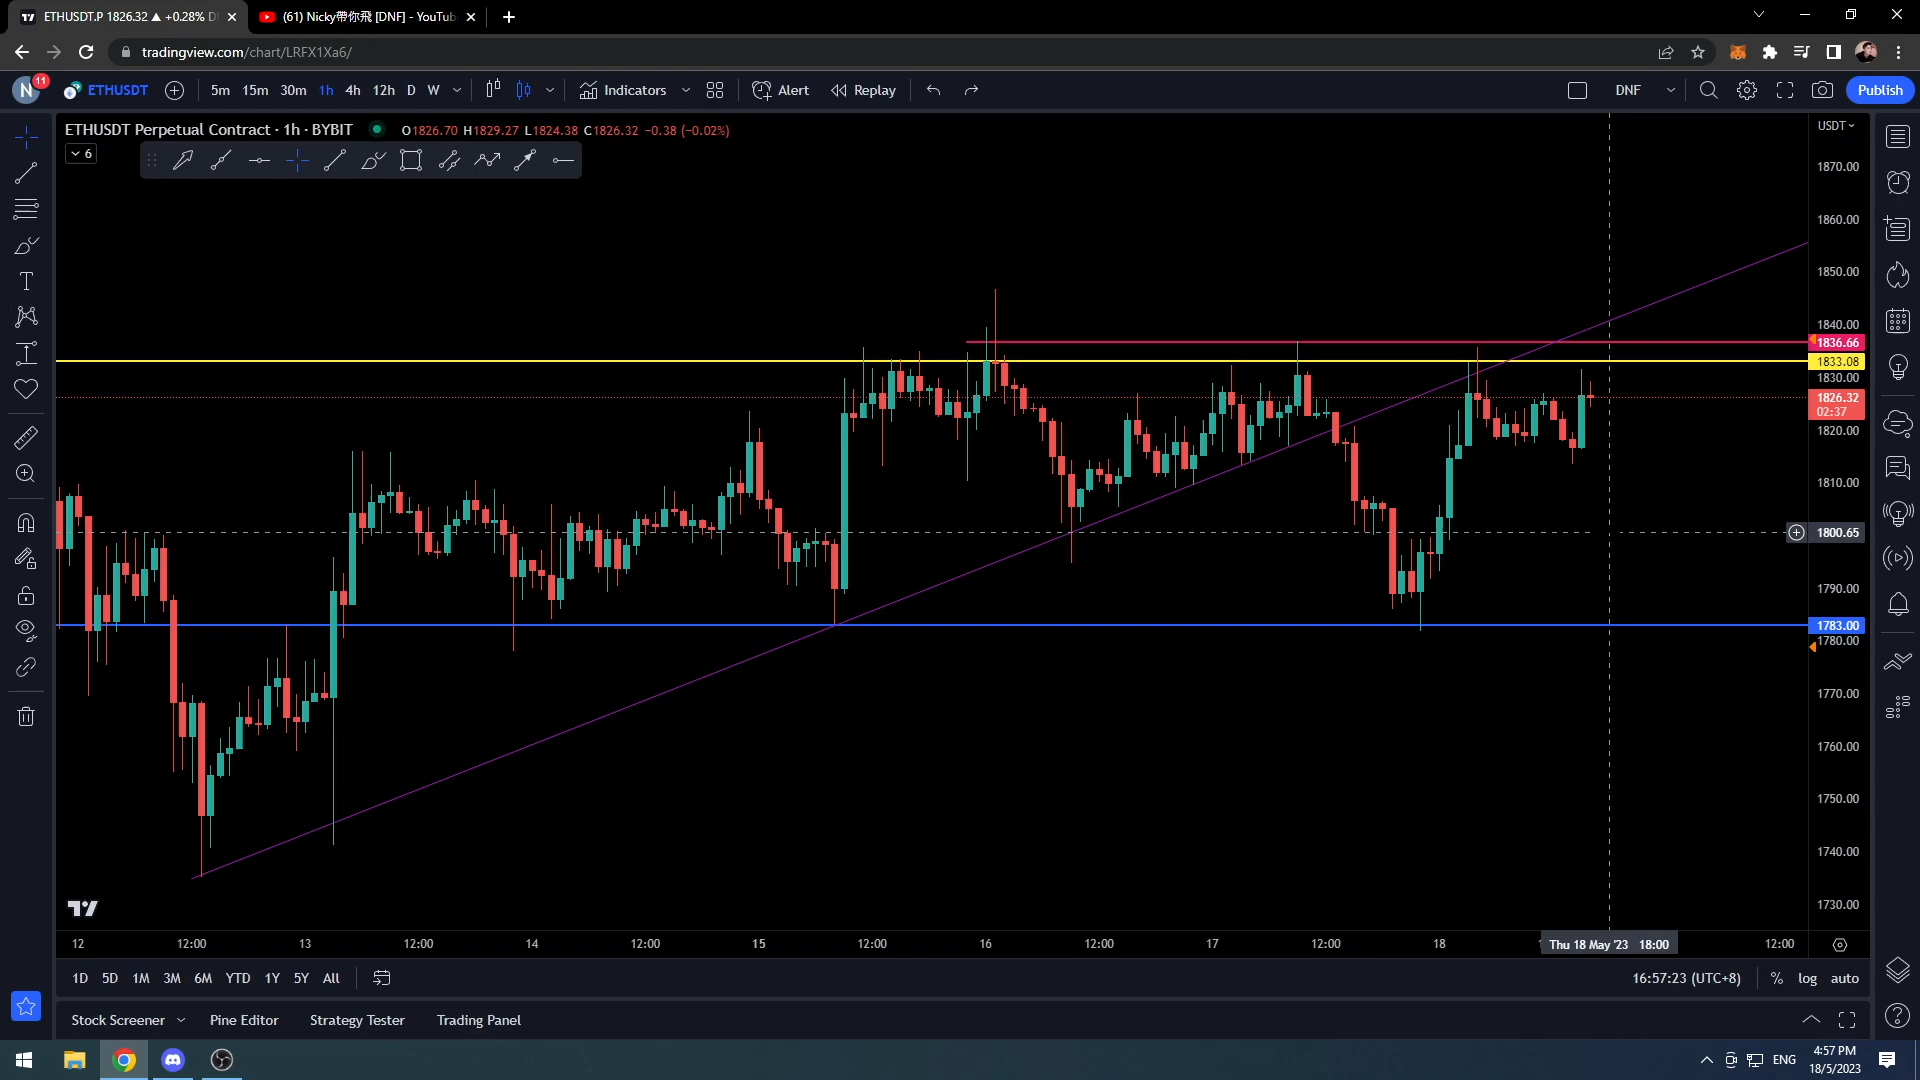 ETHUSDT.P 1826.32 ▲ +0.28% D
(61) Nicky帶你飛 [DNF] - YouTub
tradingview.com/chart/LRFX1Xa6/
N 11 ETHUSDT 5m 15m 30m 1h 4h 12h D W Indicators Alert Replay DNF Publish
ETHUSDT Perpetual Contract · 1h · BYBIT O1826.70 H1829.27 L1824.38 C1826.32 −0.38 (−0.02%)
USDT
6
1870.00
1860.00
1850.00
1840.00
1836.66
1833.08
1830.00
1826.32
02:37
1820.00
1810.00
1800.65
1790.00
1783.00
1780.00
1770.00
1760.00
1750.00
1740.00
1730.00
12 12:00 13 12:00 14 12:00 15 12:00 16 12:00 17 12:00 18 Thu 18 May '23 18:00 12:00
1D 5D 1M 3M 6M YTD 1Y 5Y All 16:57:23 (UTC+8) % log auto
Stock Screener Pine Editor Strategy Tester Trading Panel
ENG
4:57 PM
18/5/2023